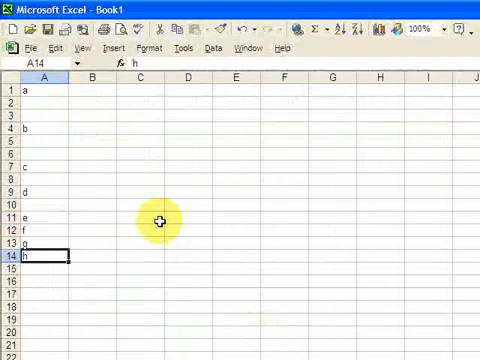 Microsoft Excel - Book1
File Edit View Insert Format Tools Data Window Help
100%
A14 fx 'h
A B C D E F G H I J
1 a
2
3
4 b
5
6
7 c
8
9 d
10
11 e
12 f
13 g
14 h
15
16
17
18
19
20
21
22